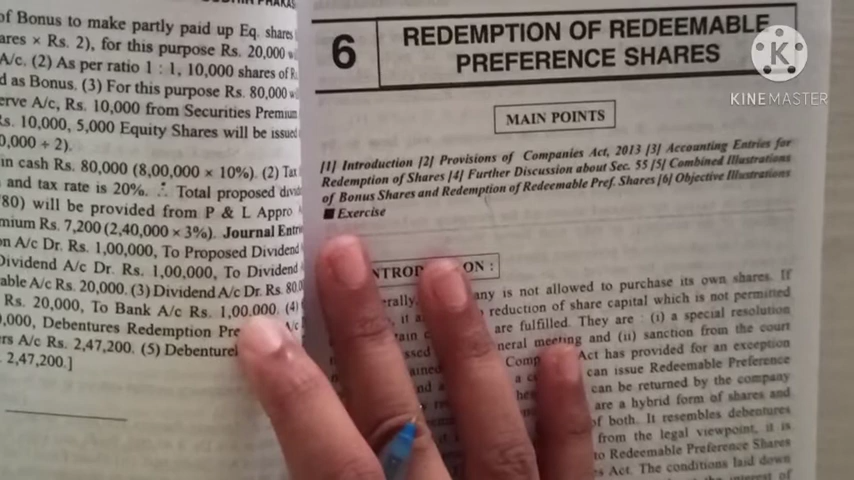 of Bonus to make partly paid up Eq. shares
ares × Rs. 2), for this purpose Rs. 20,000
A/c. (2) As per ratio 1 : 1, 10,000 shares of
d as Bonus. (3) For this purpose Rs. 80,000
erve A/c, Rs. 10,000 from Securities Premium
Rs. 10,000, 5,000 Equity Shares will be issued
0,000 ÷ 2).
in cash Rs. 80,000 (8,00,000 × 10%). (2) Tax
and tax rate is 20%. ∴ Total proposed
80) will be provided from P & L Appro
mium Rs. 7,200 (2,40,000 × 3%). Journal
on A/c Dr. Rs. 1,00,000, To Proposed Dividend
Dividend A/c Dr. Rs. 1,00,000, To Dividend
able A/c Rs. 20,000. (3) Dividend A/c Dr. Rs. 80,
Rs. 20,000, To Bank A/c Rs. 1,00,000. (4)
0,000, Debentures Redemption A/c
rs A/c Rs. 2,47,200. (5)
2,47,200.]
6
REDEMPTION OF REDEEMABLE
PREFERENCE SHARES
K
KINEMASTER
MAIN POINTS
[1] Introduction [2] Provisions of Companies Act, 2013 [3] Accounting Entries for
Redemption of Shares [4] Further Discussion about Sec. 55 [5] Combined Illustrations
of Bonus Shares and Redemption of Redeemable Pref. Shares [6] Objective Illustrations
■ Exercise
ON :
is not allowed to purchase its own shares. If
reduction of share capital which is not permitted
are fulfilled. They are : (i) a special resolution
meeting and (ii) sanction from the court
Act has provided for an exception
can issue Redeemable Preference
can be returned by the company
are a hybrid form of shares and
of both. It resembles debentures
from the legal viewpoint, it is
to Redeemable Preference Shares
Act. The conditions laid down
interest of